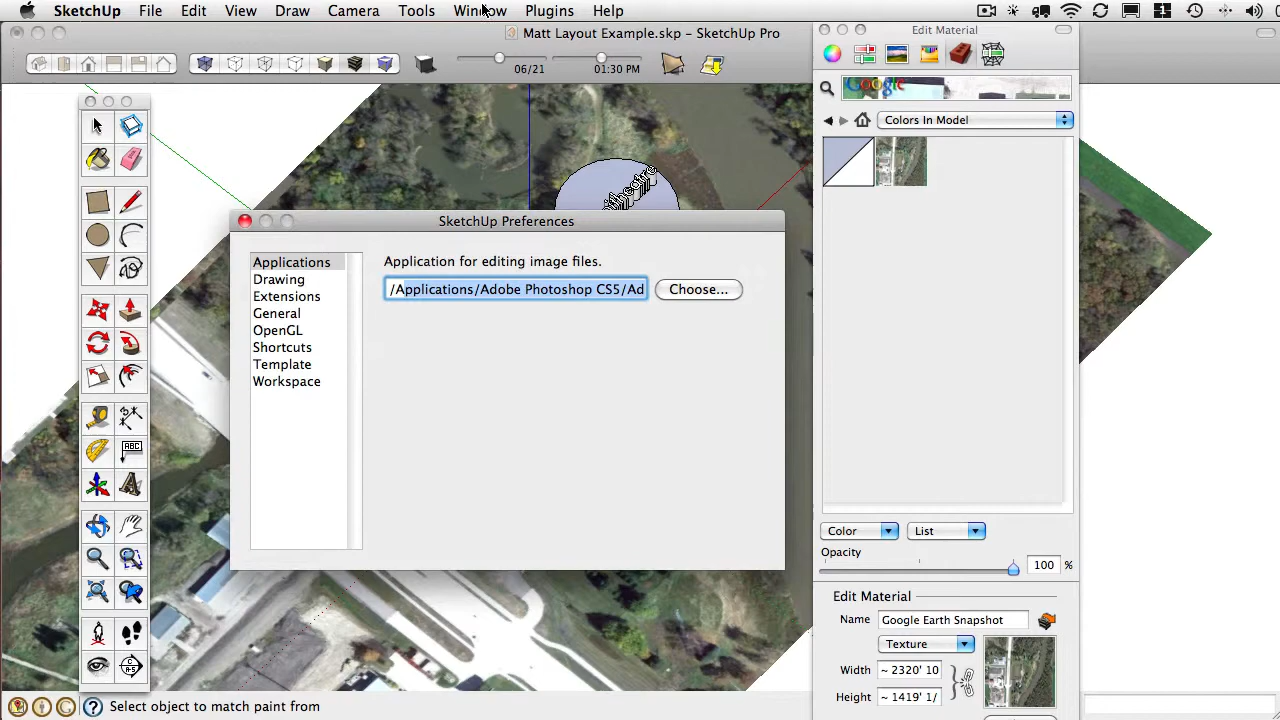 SketchUp File Edit View Draw Camera Tools Window Plugins Help
Matt Layout Example.skp - SketchUp Pro
Edit Material
06/21 01:30 PM
Google
Colors In Model
SketchUp Preferences
Applications
Drawing
Extensions
General
OpenGL
Shortcuts
Template
Workspace
Application for editing image files.
/Applications/Adobe Photoshop CS5/Ad Choose...
ABC
A
Color List
Opacity
100 %
Edit Material
Name Google Earth Snapshot
Texture
Width ~ 2320' 10
Height ~ 1419' 1/
Select object to match paint from